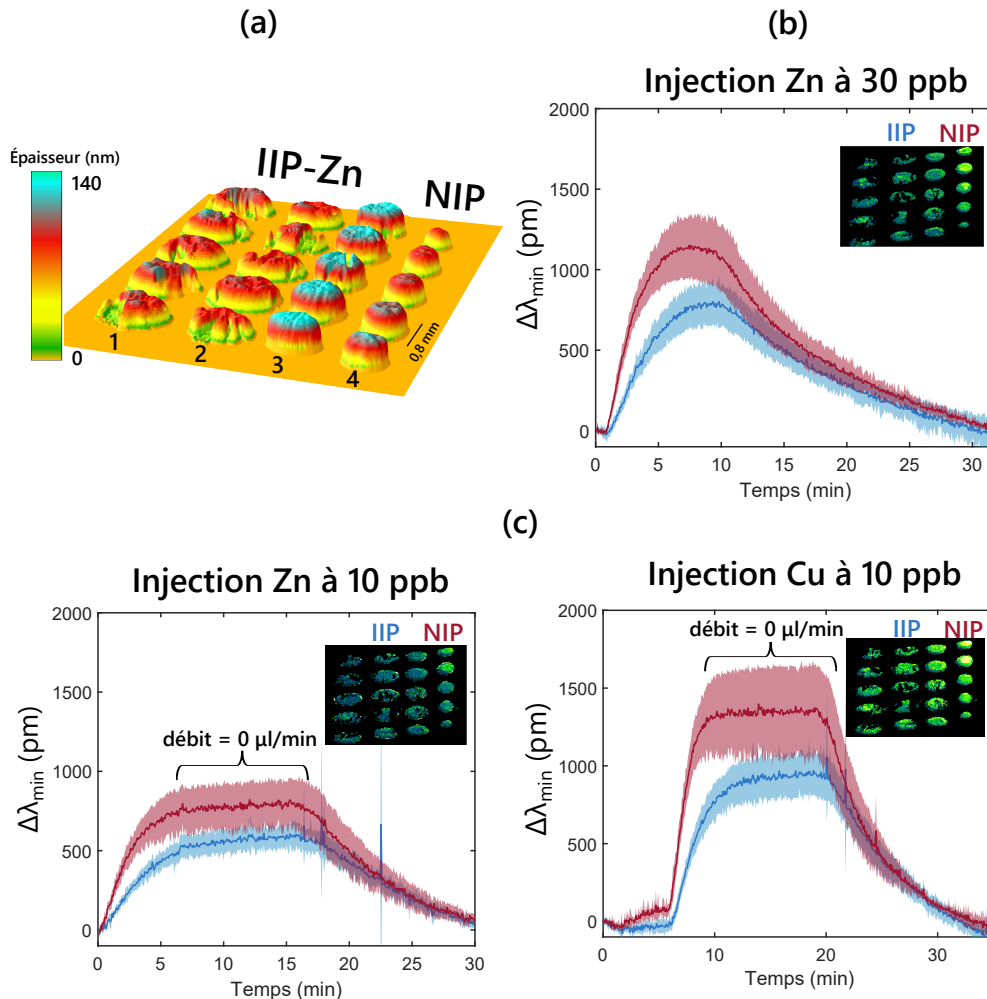 (a)
Épaisseur (nm)
140
0
IIP-Zn
NIP
1
2
3
4
0,8 mm
(b)
Injection Zn à 30 ppb
IIP NIP
2000
1500
1000
500
0
Δλmin (pm)
0 5 10 15 20 25 30
Temps (min)
(c)
Injection Zn à 10 ppb
IIP NIP
débit = 0 µl/min
2000
1500
1000
500
0
Δλmin (pm)
0 5 10 15 20 25 30
Temps (min)
Injection Cu à 10 ppb
débit = 0 µl/min
IIP NIP
2000
1500
1000
500
0
Δλmin (pm)
0 10 20 30
Temps (min)